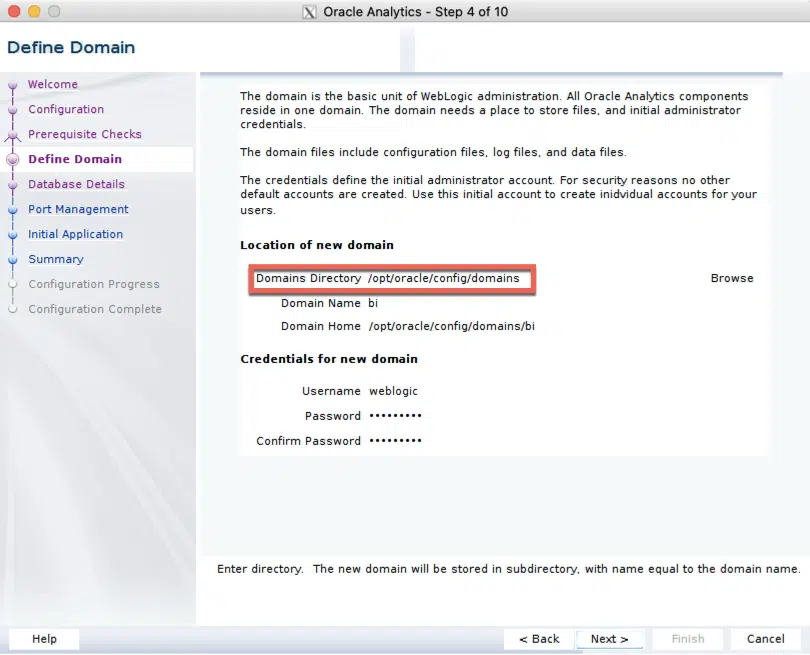 Oracle Analytics - Step 4 of 10
Define Domain
Welcome
Configuration
Prerequisite Checks
Define Domain
Database Details
Port Management
Initial Application
Summary
Configuration Progress
Configuration Complete
The domain is the basic unit of WebLogic administration. All Oracle Analytics components
reside in one domain. The domain needs a place to store files, and initial administrator
credentials.
The domain files include configuration files, log files, and data files.
The credentials define the initial administrator account. For security reasons no other
default accounts are created. Use this initial account to create inidvidual accounts for your
users.
Location of new domain
Domains Directory /opt/oracle/config/domains Browse
Domain Name bi
Domain Home /opt/oracle/config/domains/bi
Credentials for new domain
Username weblogic
Password •••••••••
Confirm Password •••••••••
Enter directory. The new domain will be stored in subdirectory, with name equal to the domain name.
Help < Back Next > Finish Cancel